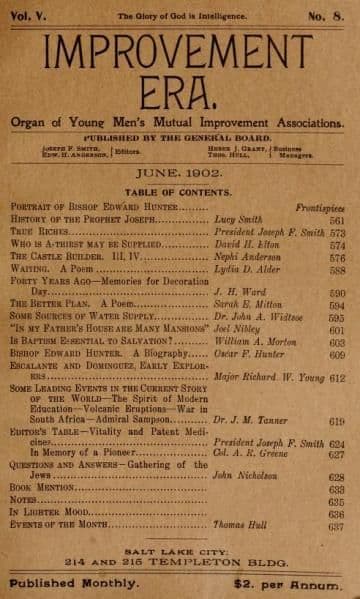 Vol. V. The Glory of God is Intelligence. No. 8.
IMPROVEMENT
ERA.
Organ of Young Men's Mutual Improvement Associations.
PUBLISHED BY THE GENERAL BOARD.
JOSEPH F. SMITH, EDW. H. ANDERSON, } Editors. HEBER J. GRANT, THOS. HULL, } Business Managers.
JUNE, 1902.
TABLE OF CONTENTS.
PORTRAIT OF BISHOP EDWARD HUNTER......... Frontispiece
HISTORY OF THE PROPHET JOSEPH............ Lucy Smith 561
TRUE RICHES............ President Joseph F. Smith 573
WHO IS A-THIRST MAY BE SUPPLIED............ David H. Elton 574
THE CASTLE BUILDER. III, IV............ Nephi Anderson 576
WAITING. A Poem............ Lydia D. Alder 588
FORTY YEARS AGO—Memories for Decoration
Day............ J. H. Ward 590
THE BETTER PLAN. A Poem............ Sarah E. Mitton 594
SOME SOURCES OF WATER SUPPLY............ Dr. John A. Widtsoe 595
"IN MY FATHER'S HOUSE ARE MANY MANSIONS" Joel Nibley 601
IS BAPTISM ESSENTIAL TO SALVATION?............ William A. Morton 603
BISHOP EDWARD HUNTER. A Biography...... Oscar F. Hunter 609
ESCALANTE AND DOMINGUEZ, EARLY EXPLOR-
ERS............ Major Richard W. Young 612
SOME LEADING EVENTS IN THE CURRENT STORY
OF THE WORLD—The Spirit of Modern
Education—Volcanic Eruptions—War in
South Africa—Admiral Sampson............ Dr. J. M. Tanner 619
EDITOR'S TABLE—Vitality and Patent Medi-
cines............ President Joseph F. Smith 624
In Memory of a Pioneer............ Col. A. R. Greene 627
QUESTIONS AND ANSWERS—Gathering of the
Jews............ John Nicholson 628
BOOK MENTION............ 633
NOTES............ 635
IN LIGHTER MOOD............ 636
EVENTS OF THE MONTH............ Thomas Hull 637
SALT LAKE CITY:
214 AND 215 TEMPLETON BLDG.
Published Monthly. $2. per Annum.